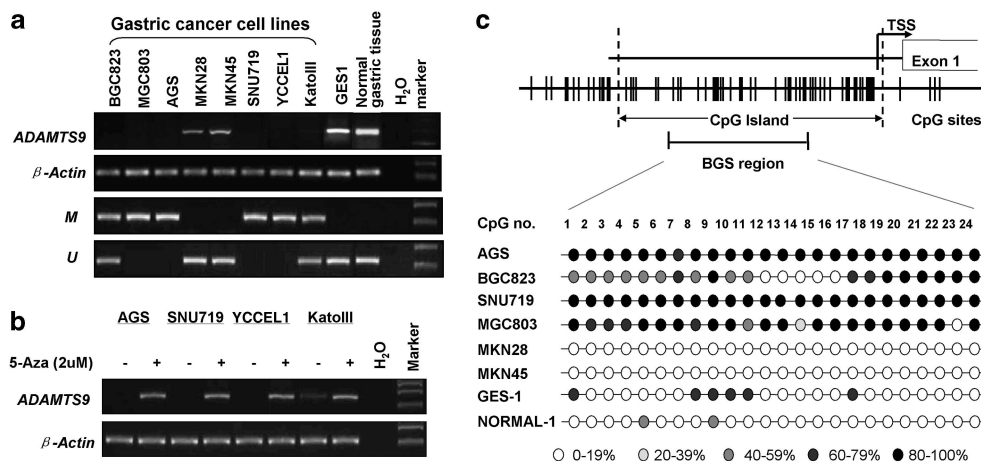 a
Gastric cancer cell lines
BGC823
MGC803
AGS
MKN28
MKN45
SNU719
YCCEL1
KatoIII
GES1
Normal
gastric tissue
H2O
marker
ADAMTS9
β-Actin
M
U
b
AGS SNU719 YCCEL1 KatoIII
H2O
Marker
5-Aza (2uM) - + - + - + - +
ADAMTS9
β-Actin
c
TSS
Exon 1
CpG Island
CpG sites
BGS region
CpG no. 1 2 3 4 5 6 7 8 9 10 11 12 13 14 15 16 17 18 19 20 21 22 23 24
AGS
BGC823
SNU719
MGC803
MKN28
MKN45
GES-1
NORMAL-1
0-19% 20-39% 40-59% 60-79% 80-100%